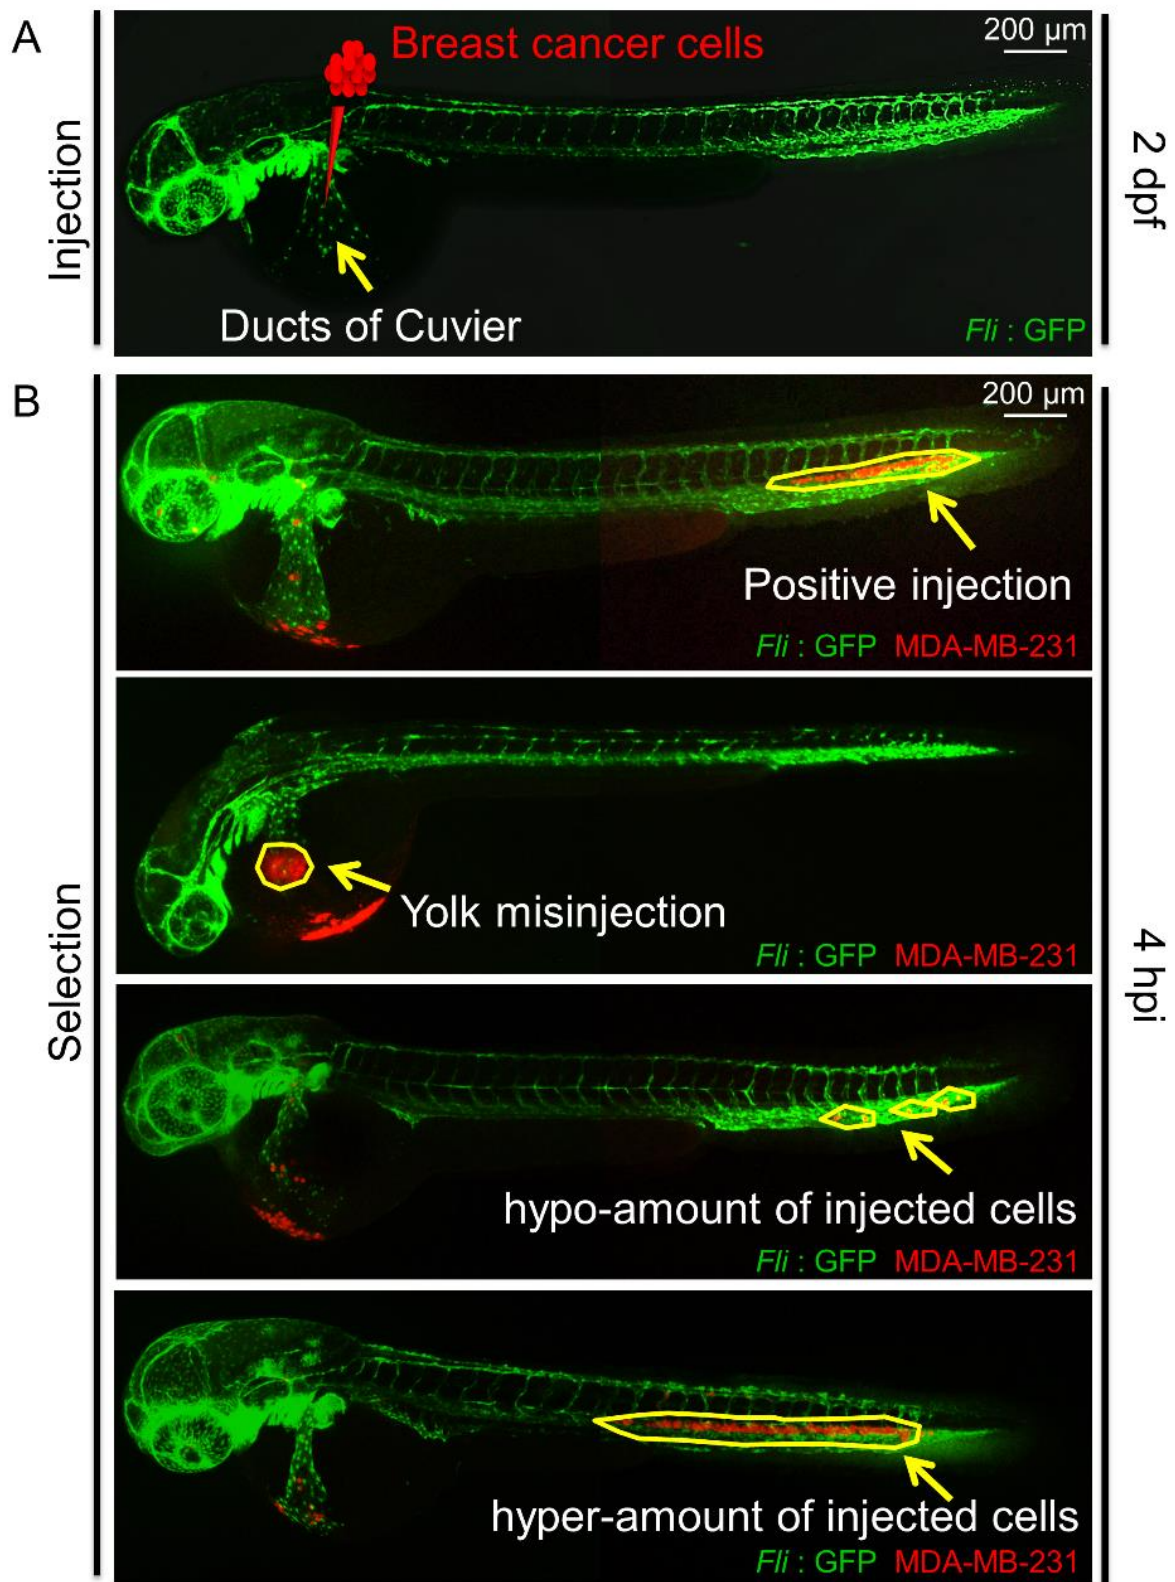 A
Injection
Breast cancer cells
200 µm
Ducts of Cuvier
Fli : GFP
2 dpf
B
Selection
200 µm
Positive injection
Fli : GFP MDA-MB-231
Yolk misinjection
Fli : GFP MDA-MB-231
4 hpi
hypo-amount of injected cells
Fli : GFP MDA-MB-231
hyper-amount of injected cells
Fli : GFP MDA-MB-231